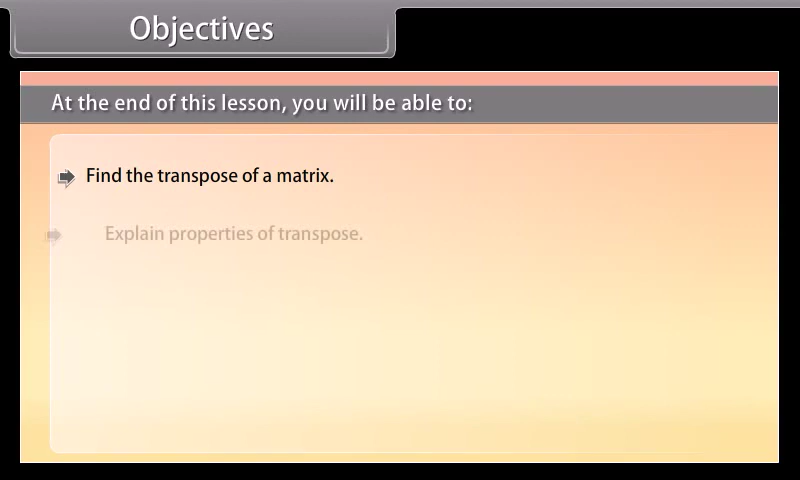 Objectives
At the end of this lesson, you will be able to:
Find the transpose of a matrix.
Explain properties of transpose.